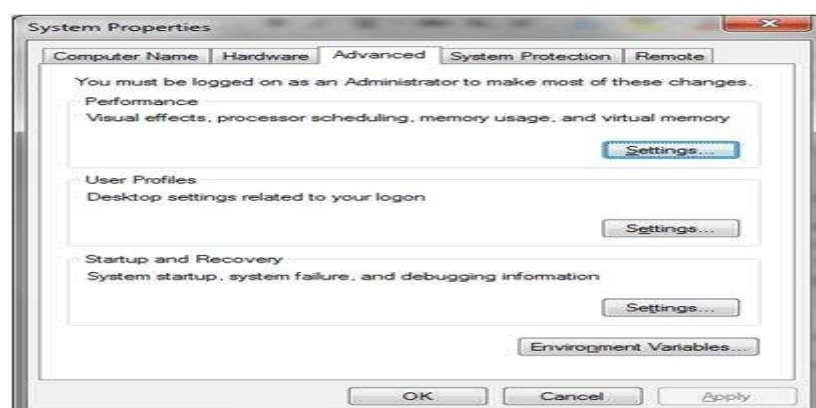 System Properties
Computer Name Hardware Advanced System Protection Remote
You must be logged on as an Administrator to make most of these changes.
Performance
Visual effects, processor scheduling, memory usage, and virtual memory
Settings...
User Profiles
Desktop settings related to your logon
Settings...
Startup and Recovery
System startup, system failure, and debugging information
Settings...
Environment Variables...
OK Cancel Apply